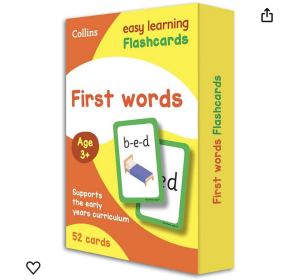 Collins
easy learning
Flashcards
First words
Age
3+
b-e-d
ed
Supports
the early
years curriculum
52 cards
First words Flashcards